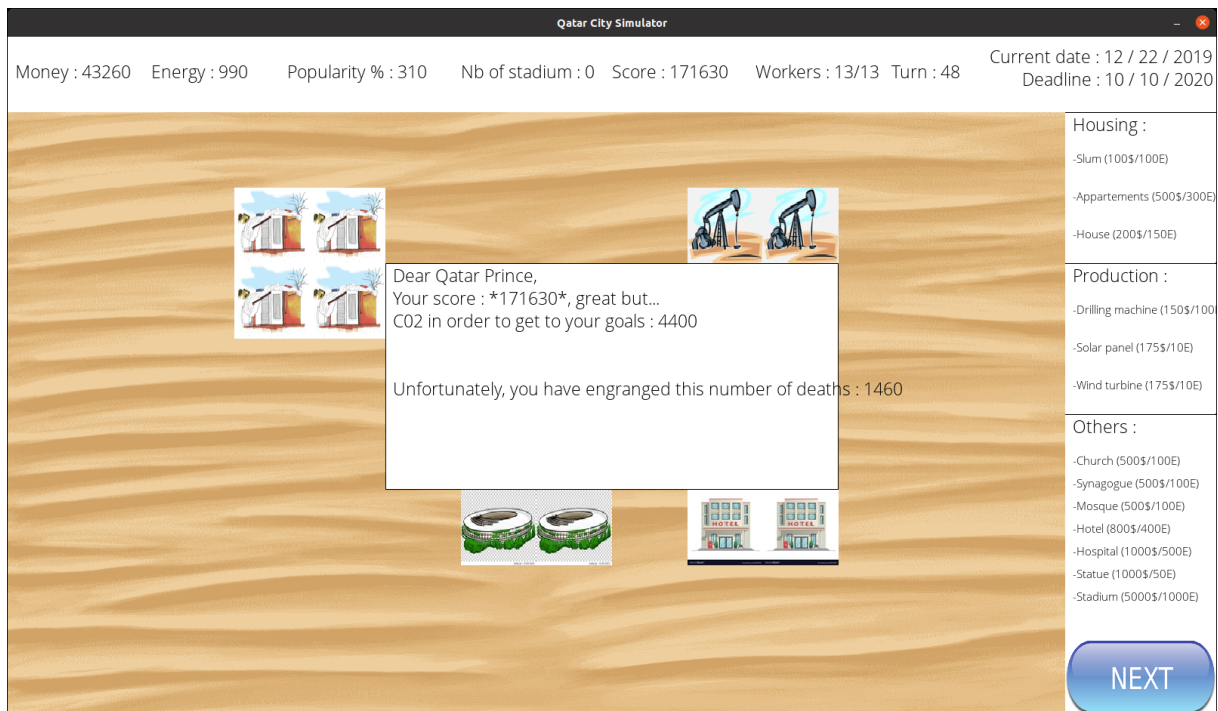 Qatar City Simulator
Money : 43260 Energy : 990 Popularity % : 310 Nb of stadium : 0 Score : 171630 Workers : 13/13 Turn : 48
Current date : 12 / 22 / 2019
Deadline : 10 / 10 / 2020
Housing :
-Slum (100$/100E)
-Appartements (500$/300E)
-House (200$/150E)
Dear Qatar Prince,
Your score : *171630*, great but...
C02 in order to get to your goals : 4400
Unfortunately, you have engranged this number of deaths : 1460
Production :
-Drilling machine (150$/100
-Solar panel (175$/10E)
-Wind turbine (175$/10E)
Others :
-Church (500$/100E)
-Synagogue (500$/100E)
-Mosque (500$/100E)
-Hotel (800$/400E)
-Hospital (1000$/500E)
-Statue (1000$/50E)
-Stadium (5000$/1000E)
HOTEL HOTEL
NEXT